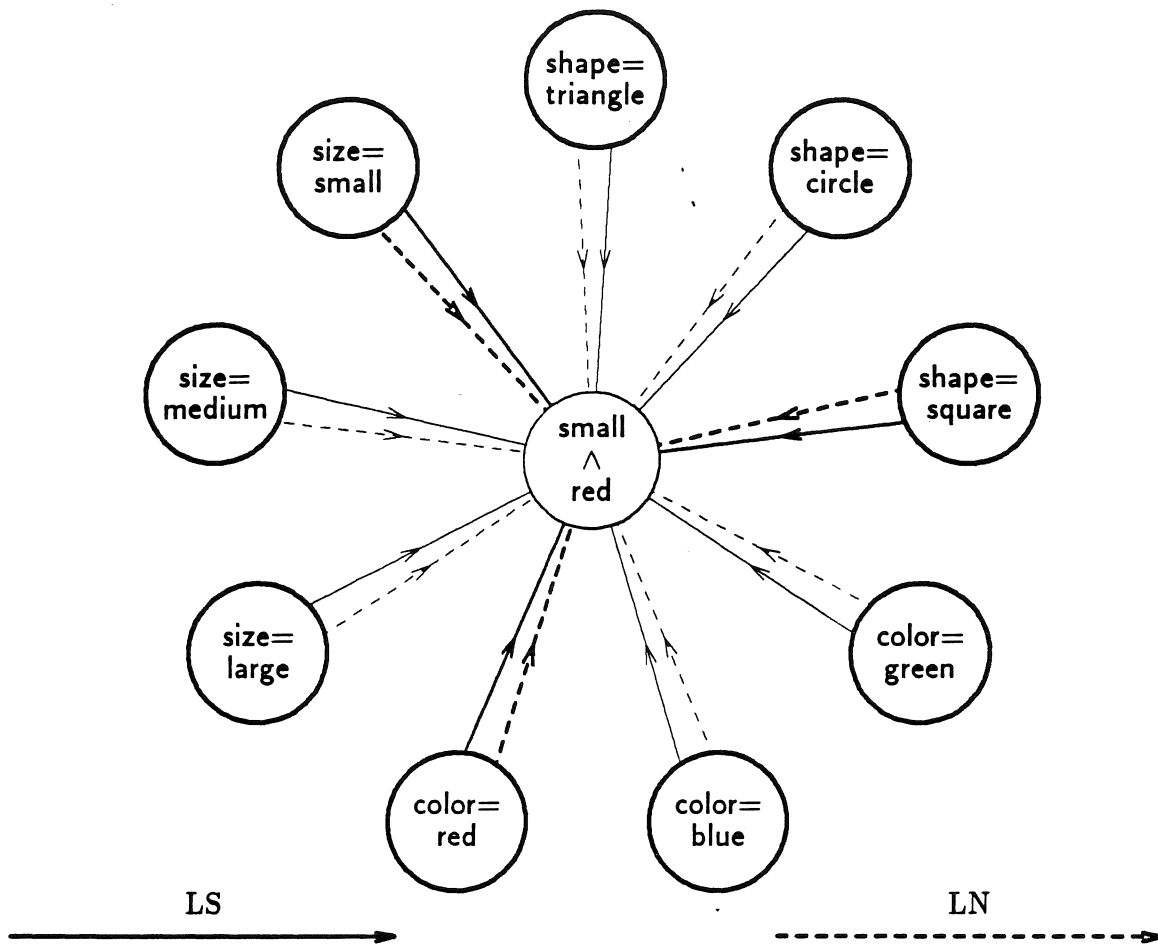 shape=
triangle
size=
small
shape=
circle
size=
medium
shape=
square
small
∧
red
size=
large
color=
green
color=
red
color=
blue
LS
LN